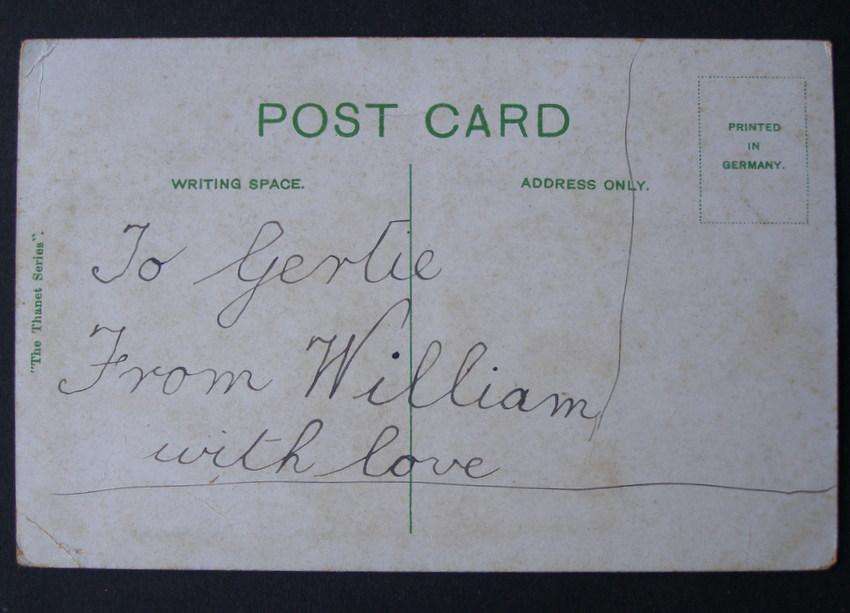 POST CARD
WRITING SPACE.
ADDRESS ONLY.
PRINTED
IN
GERMANY.
"The Thanet Series".
To Gertie
From William
with love